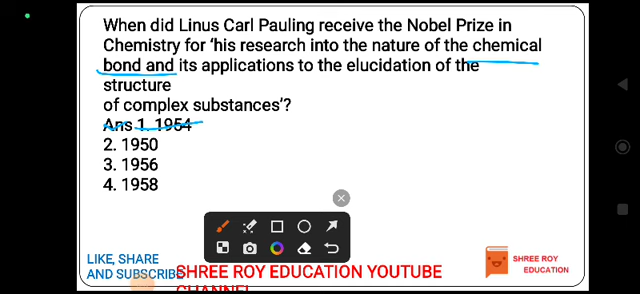 When did Linus Carl Pauling receive the Nobel Prize in
Chemistry for ‘his research into the nature of the chemical
bond and its applications to the elucidation of the
structure
of complex substances’?
Ans 1. 1954
2. 1950
3. 1956
4. 1958
LIKE, SHARE
AND SUBSCRIBE
SHREE ROY EDUCATION YOUTUBE
CHANNEL
SHREE ROY
EDUCATION